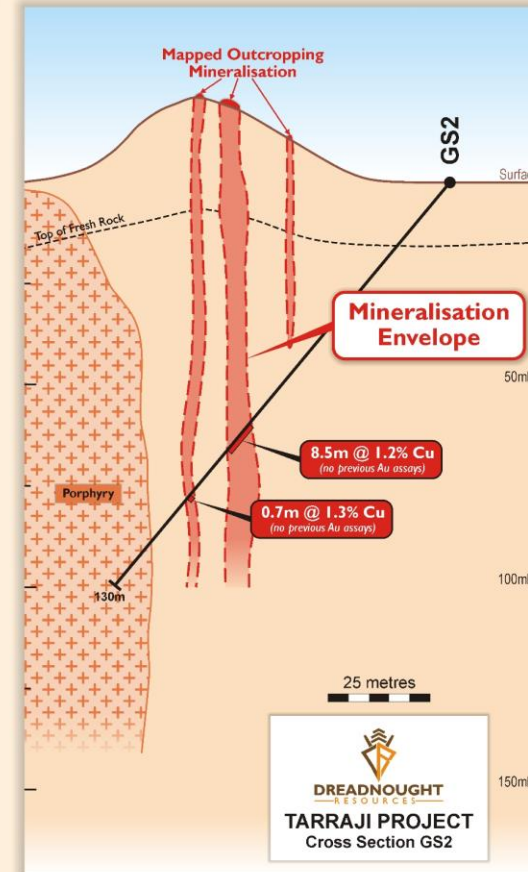 Mapped Outcropping
Mineralisation
GS2
Surfac
Top of Fresh Rock
Mineralisation
Envelope
50m
8.5m @ 1.2% Cu
(no previous Au assays)
Porphyry
0.7m @ 1.3% Cu
(no previous Au assays)
100m
130m
25 metres
DREADNOUGHT
RESOURCES
150m
TARRAJI PROJECT
Cross Section GS2